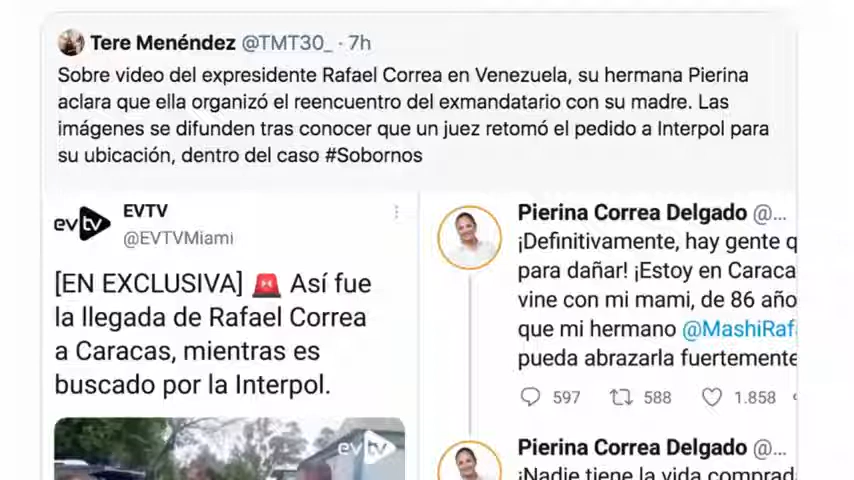 Tere Menéndez @TMT30_ · 7h
Sobre video del expresidente Rafael Correa en Venezuela, su hermana Pierina
aclara que ella organizó el reencuentro del exmandatario con su madre. Las
imágenes se difunden tras conocer que un juez retomó el pedido a Interpol para
su ubicación, dentro del caso #Sobornos
evtv
EVTV
@EVTVMiami
[EN EXCLUSIVA] 🚨 Así fue
la llegada de Rafael Correa
a Caracas, mientras es
buscado por la Interpol.
evtv
Pierina Correa Delgado @...
¡Definitivamente, hay gente q
para dañar! ¡Estoy en Caraca
vine con mi mami, de 86 año
que mi hermano @MashiRaf
pueda abrazarla fuertemente
597 588 1.858
Pierina Correa Delgado @...
¡Nadie tiene la vida comprad